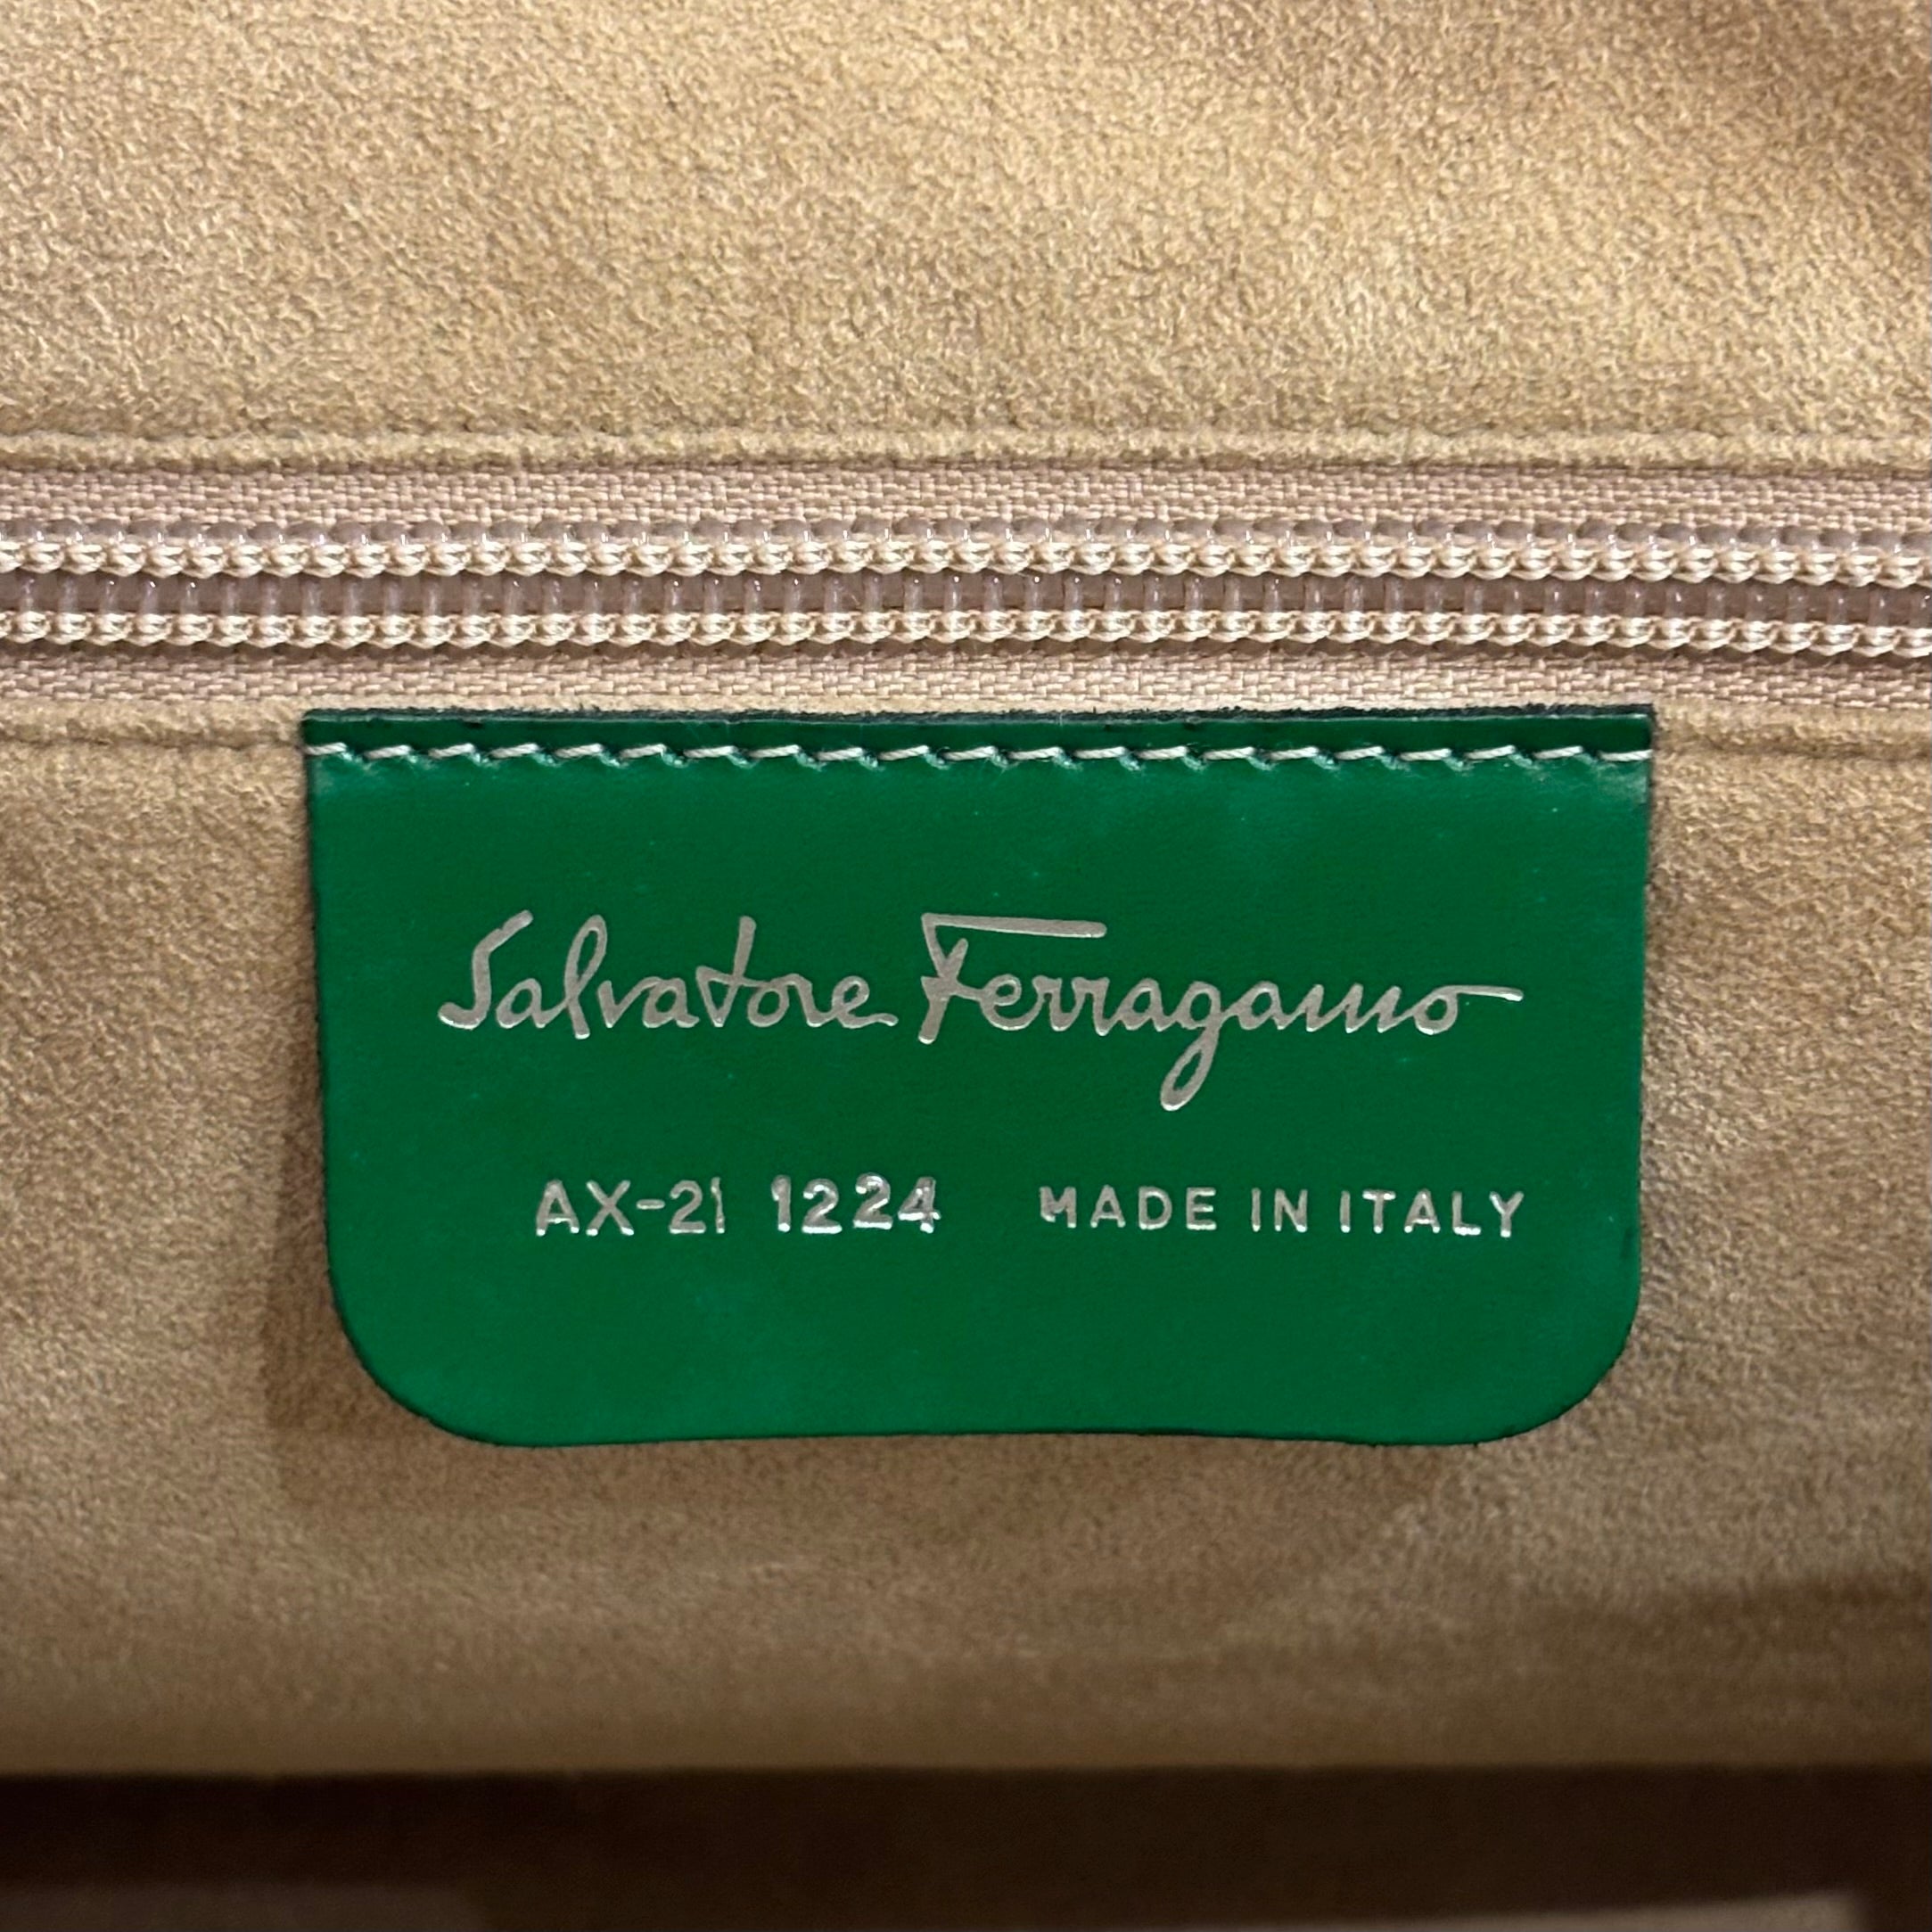 Salvatore Ferragamo
AX-21 1224 MADE IN ITALY